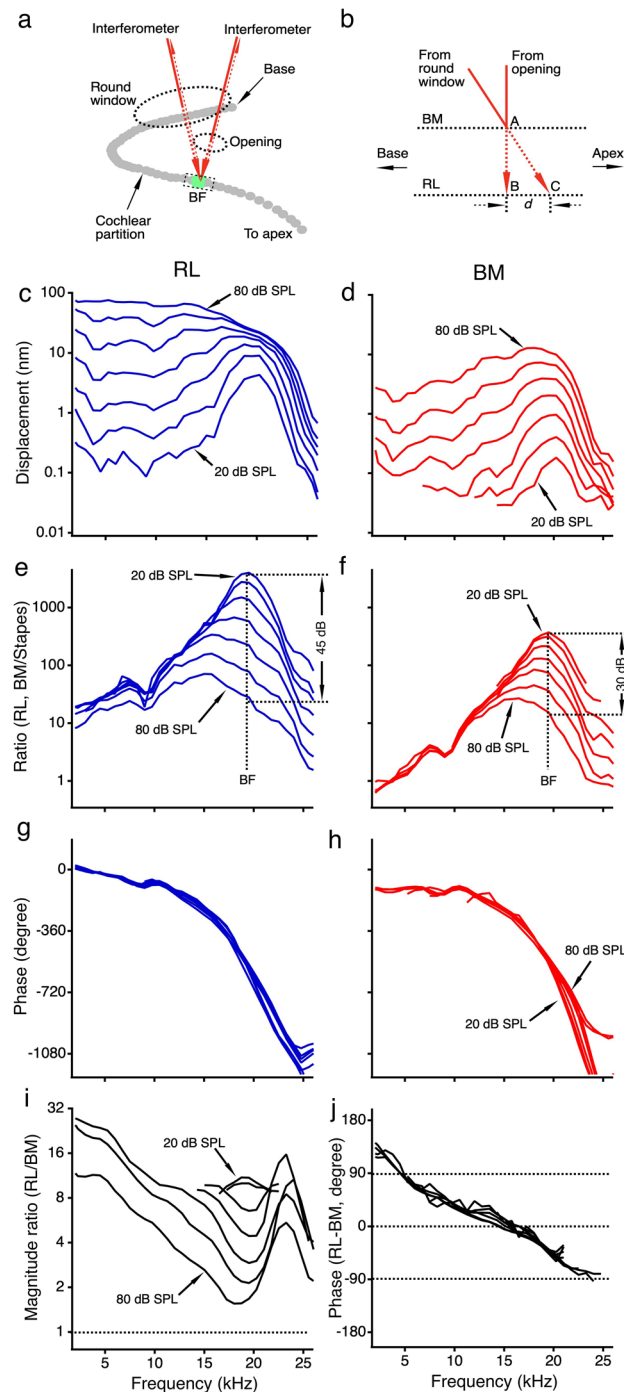 a
Interferometer Interferometer
Round
window
Base
Opening
BF
Cochlear
partition
To apex
b
From
round
window
From
opening
BM
A
Base
Apex
RL
B
C
d
RL
BM
c
80 dB SPL
20 dB SPL
Displacement (nm)
100
10
1
0.1
0.01
d
80 dB SPL
20 dB SPL
e
20 dB SPL
80 dB SPL
45 dB
BF
Ratio (RL, BM/Stapes)
1000
100
10
1
f
20 dB SPL
80 dB SPL
30 dB
BF
g
Phase (degree)
0
-360
-720
-1080
h
80 dB SPL
20 dB SPL
i
20 dB SPL
80 dB SPL
Magnitude ratio (RL/BM)
32
16
8
4
2
1
5 10 15 20 25
Frequency (kHz)
j
Phase (RL-BM, degree)
180
90
0
-90
-180
5 10 15 20 25
Frequency (kHz)